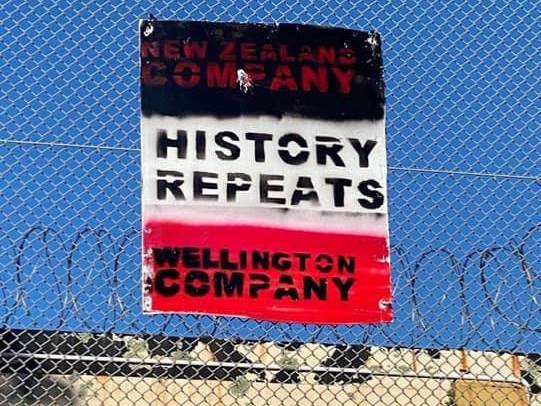 NEW ZEALAND
COMPANY
HISTORY
REPEATS
WELLINGTON
COMPANY